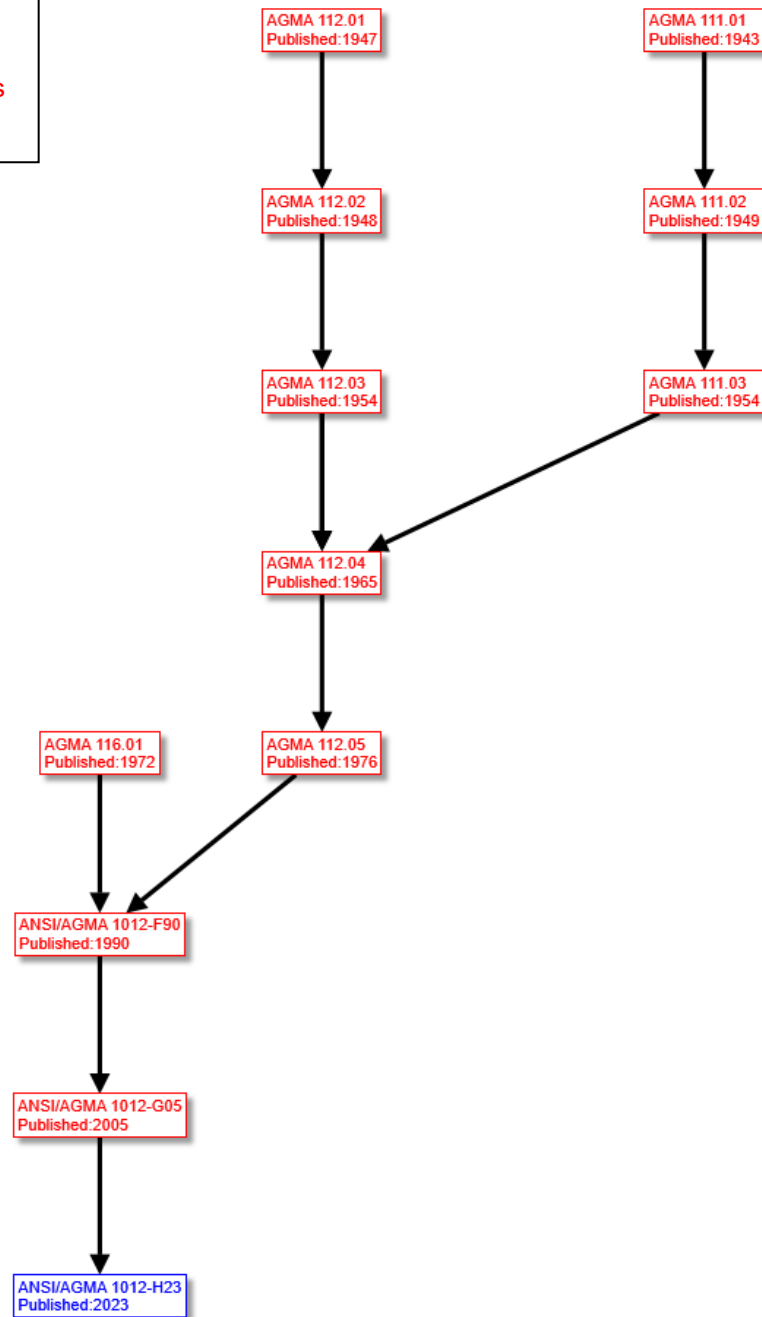 AGMA 112.01
Published:1947
AGMA 111.01
Published:1943
s
AGMA 112.02
Published:1948
AGMA 111.02
Published:1949
AGMA 112.03
Published:1954
AGMA 111.03
Published:1954
AGMA 112.04
Published:1965
AGMA 116.01
Published:1972
AGMA 112.05
Published:1976
ANSI/AGMA 1012-F90
Published:1990
ANSI/AGMA 1012-G05
Published:2005
ANSI/AGMA 1012-H23
Published:2023